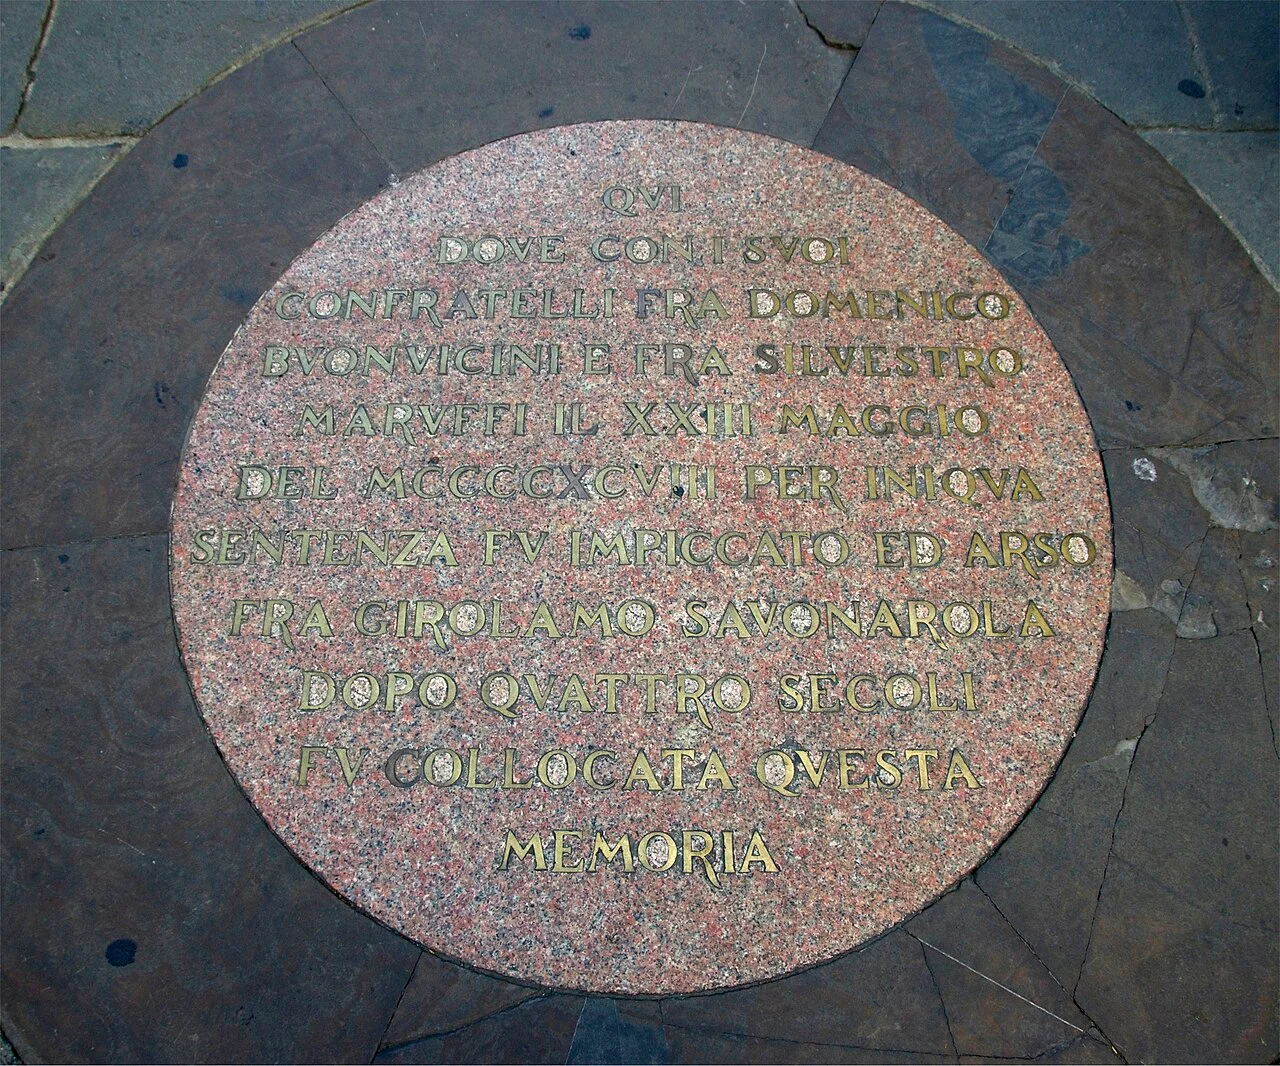 QVI
DOVE CON I SVOI
CONFRATELLI FRA DOMENICO
BVONVICINI E FRA SILVESTRO
MARVFFI IL XXIII MAGGIO
DEL MCCCCXCVIII PER INIQVA
SENTENZA FV IMPICCATO ED ARSO
FRA GIROLAMO SAVONAROLA
DOPO QVATTRO SECOLI
FV COLLOCATA QVESTA
MEMORIA